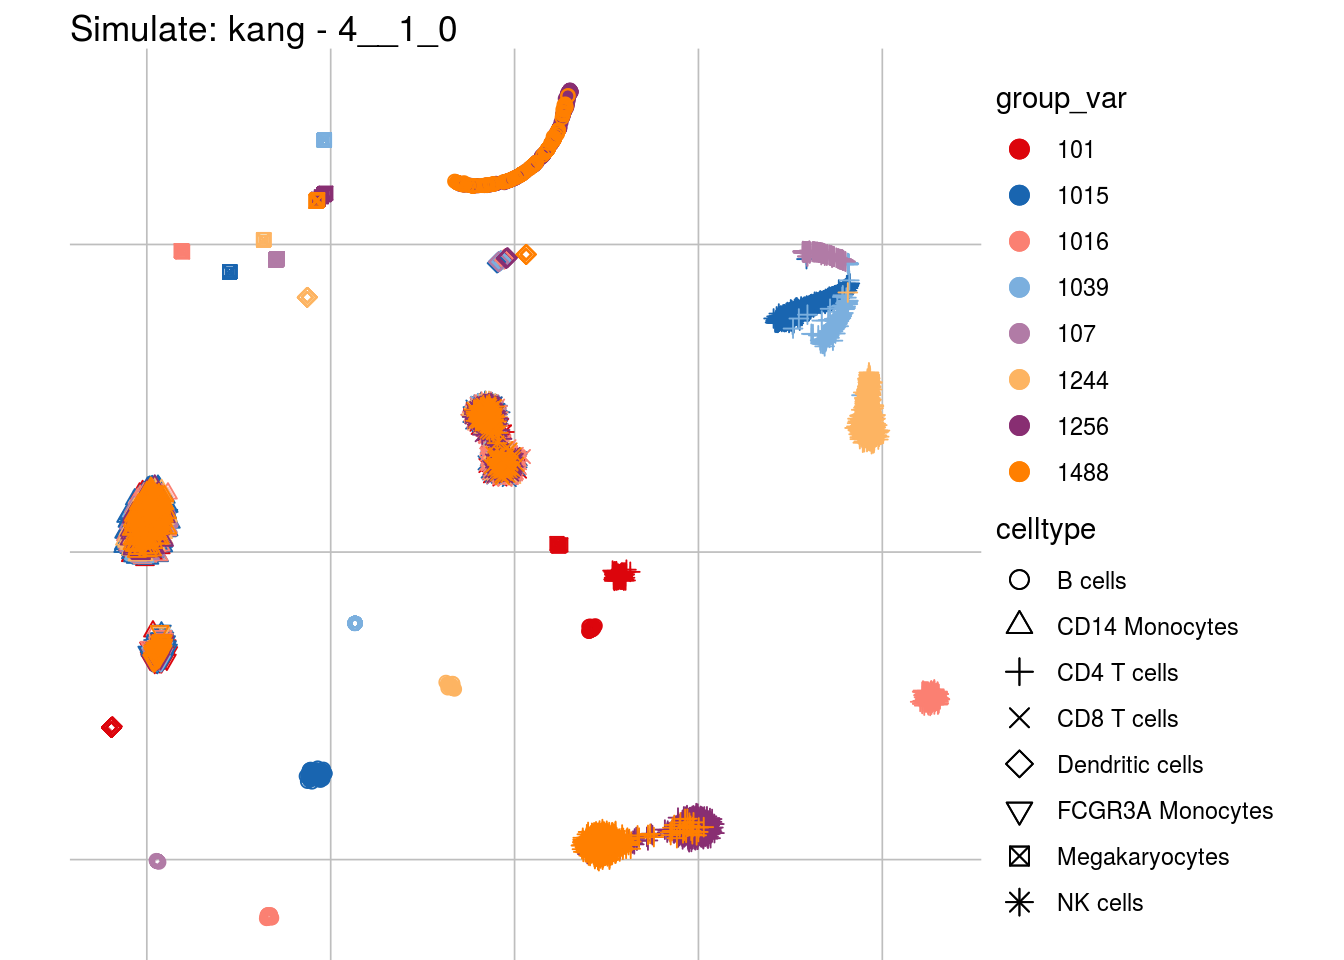 Simulate: kang - 4__1_0
group_var
101
1015
1016
1039
107
1244
1256
1488
celltype
B cells
CD14 Monocytes
CD4 T cells
CD8 T cells
Dendritic cells
FCGR3A Monocytes
Megakaryocytes
NK cells